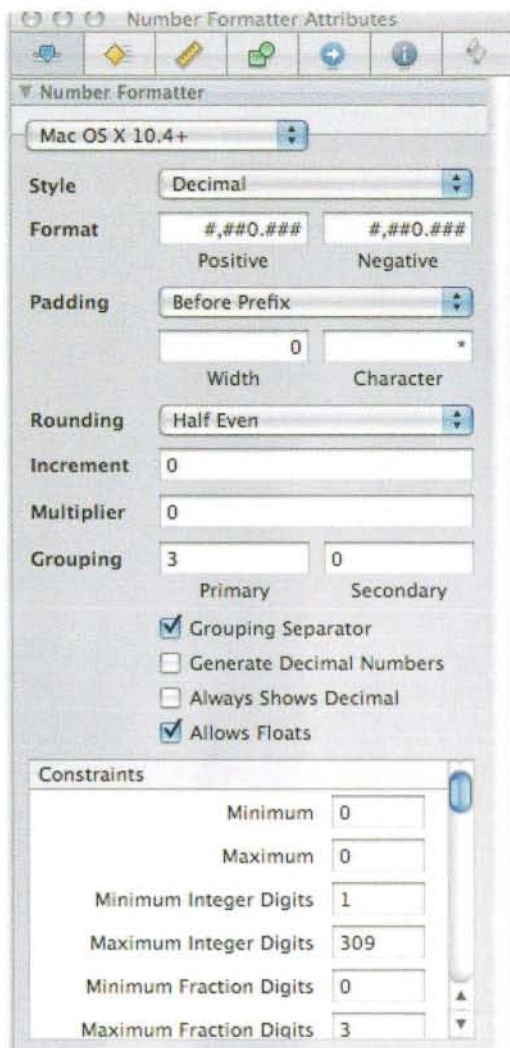 Number Formatter Attributes
Number Formatter
Mac OS X 10.4+
Style Decimal
Format #,##0.### #,##0.###
Positive Negative
Padding Before Prefix
0 *
Width Character
Rounding Half Even
Increment 0
Multiplier 0
Grouping 3 0
Primary Secondary
Grouping Separator
Generate Decimal Numbers
Always Shows Decimal
Allows Floats
Constraints
Minimum 0
Maximum 0
Minimum Integer Digits 1
Maximum Integer Digits 309
Minimum Fraction Digits 0
Maximum Fraction Digits 3